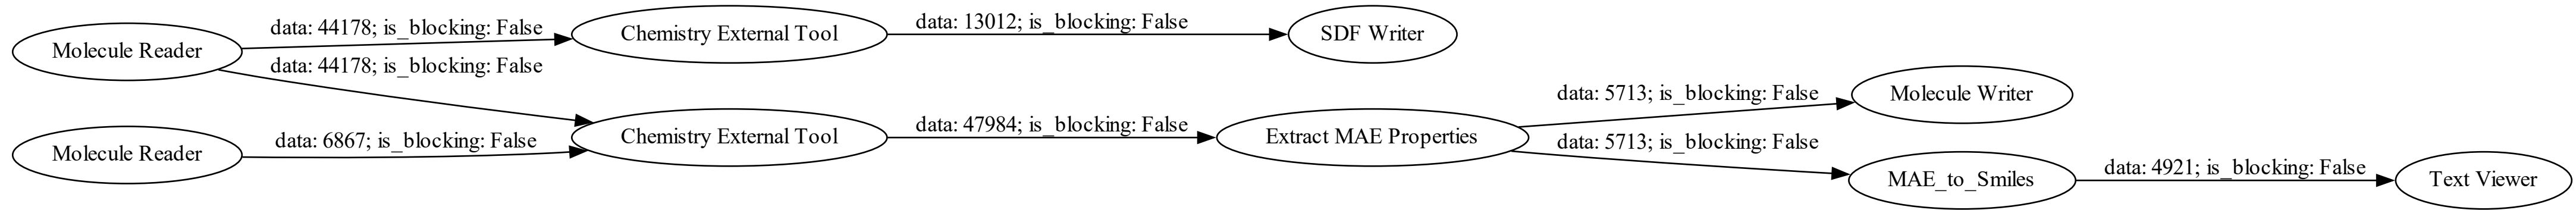 Molecule Reader
data: 44178; is_blocking: False
Chemistry External Tool
data: 13012; is_blocking: False
SDF Writer
data: 44178; is_blocking: False
Molecule Reader
data: 6867; is_blocking: False
Chemistry External Tool
data: 47984; is_blocking: False
Extract MAE Properties
data: 5713; is_blocking: False
Molecule Writer
data: 5713; is_blocking: False
MAE_to_Smiles
data: 4921; is_blocking: False
Text Viewer